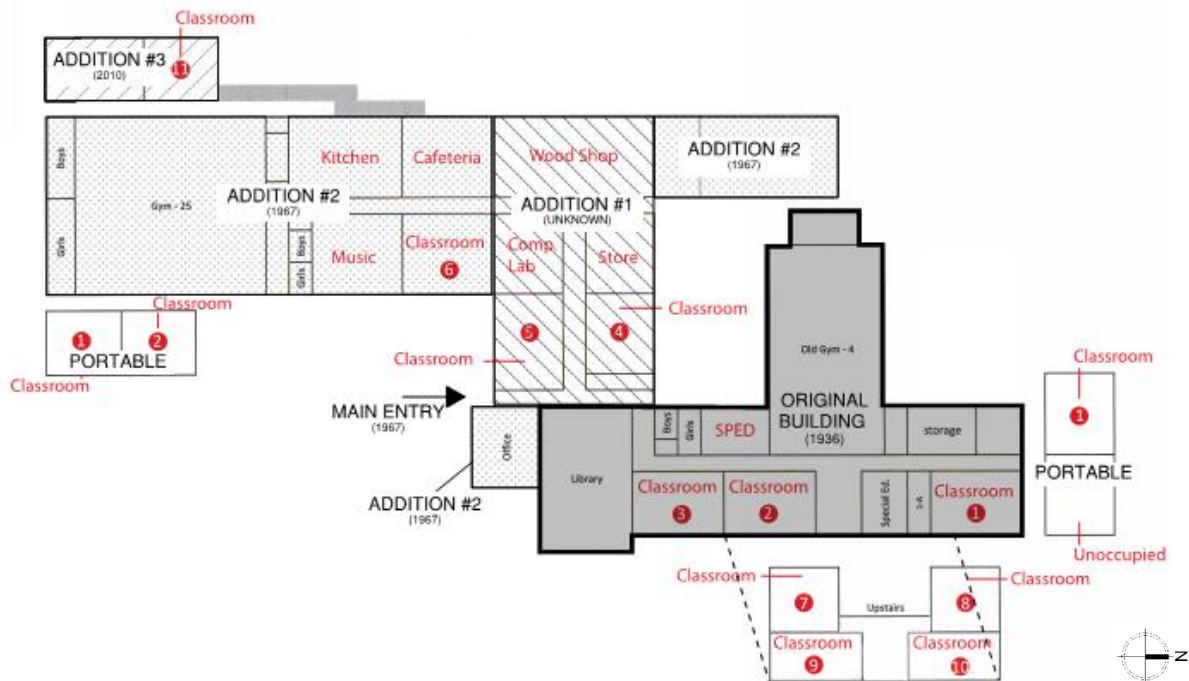 Classroom
ADDITION #3
(2010)
11
Boys
Girls
Gym - 25
Kitchen
Cafeteria
Wood Shop
ADDITION #2
(1967)
ADDITION #2
(1967)
ADDITION #1
(UNKNOWN)
Boys
Girls
Music
Classroom
6
Comp
Lab
Store
Classroom
5
4
Classroom
Classroom
1
2
PORTABLE
Classroom
MAIN ENTRY
(1967)
Old Gym - 4
ORIGINAL
BUILDING
(1936)
Classroom
1
PORTABLE
Unoccupied
Office
ADDITION #2
(1967)
Library
Boys
Girls
SPED
storage
Classroom
3
Classroom
2
Special Ed.
1-A
Classroom
1
Classroom
7
Upstairs
8
Classroom
Classroom
9
Classroom
10
N